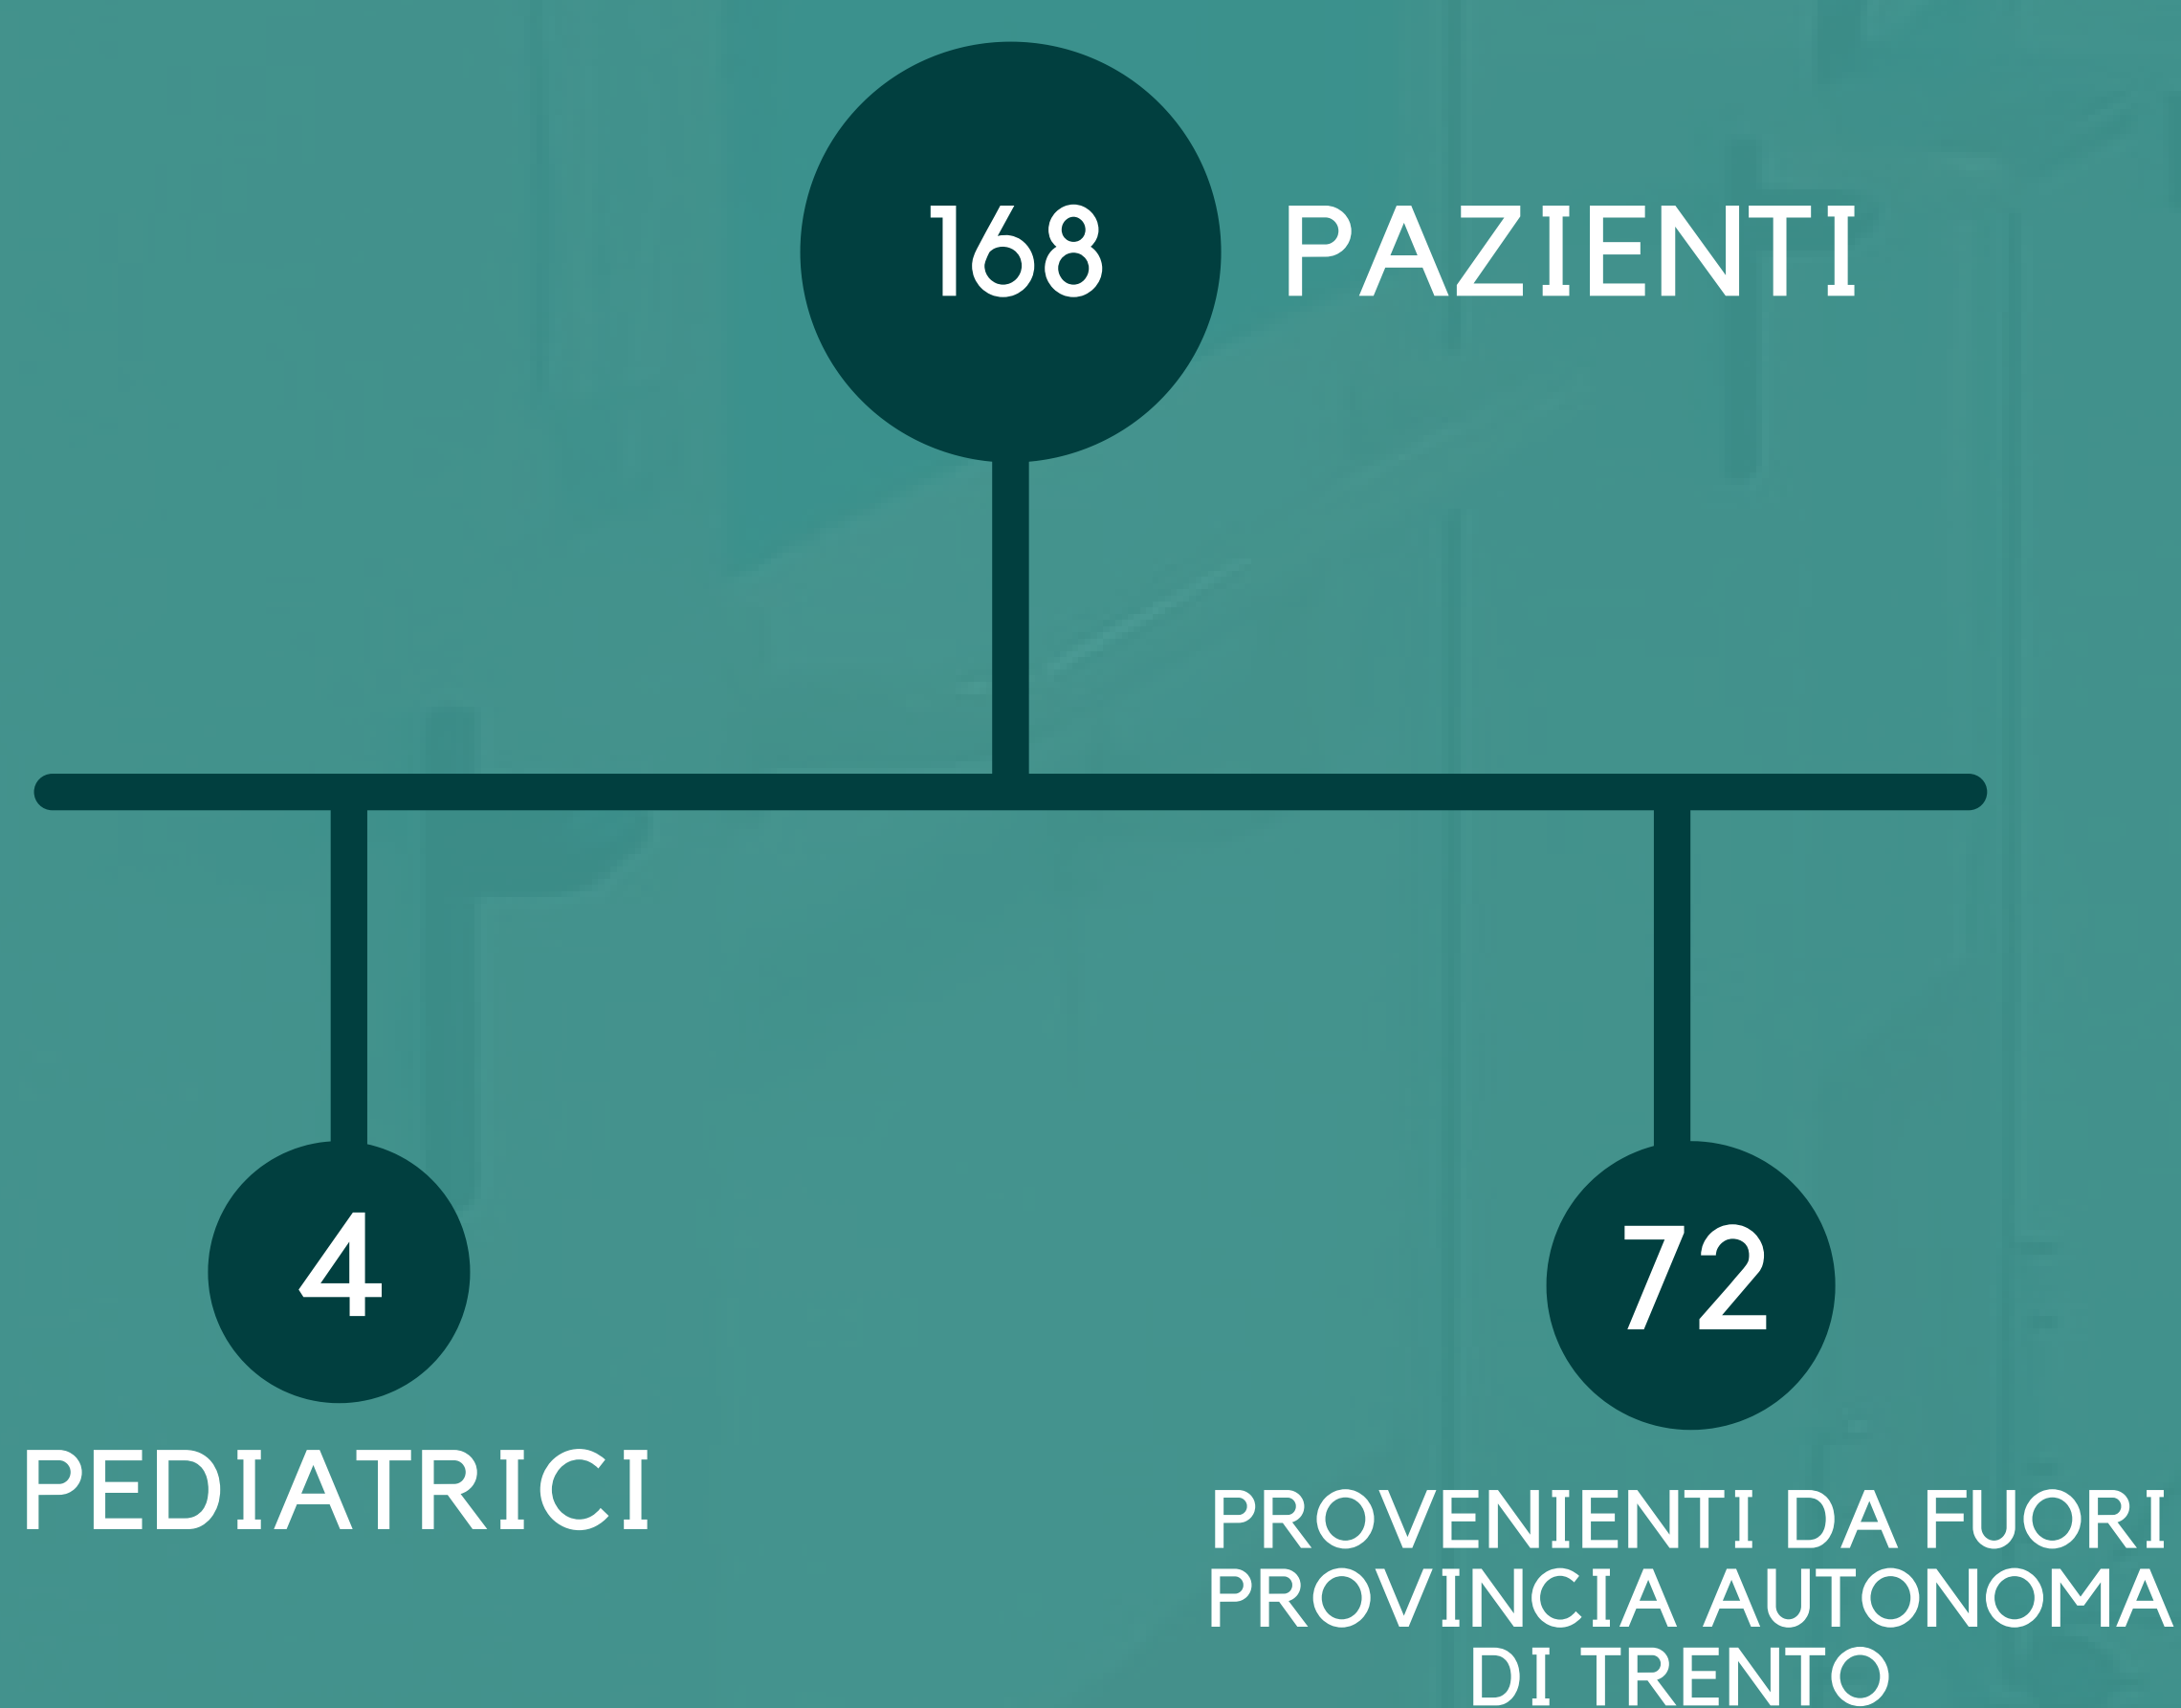 168 PAZIENTI
4
PEDIATRICI
72
PROVENIENTI DA FUORI
PROVINCIA AUTONOMA
DI TRENTO